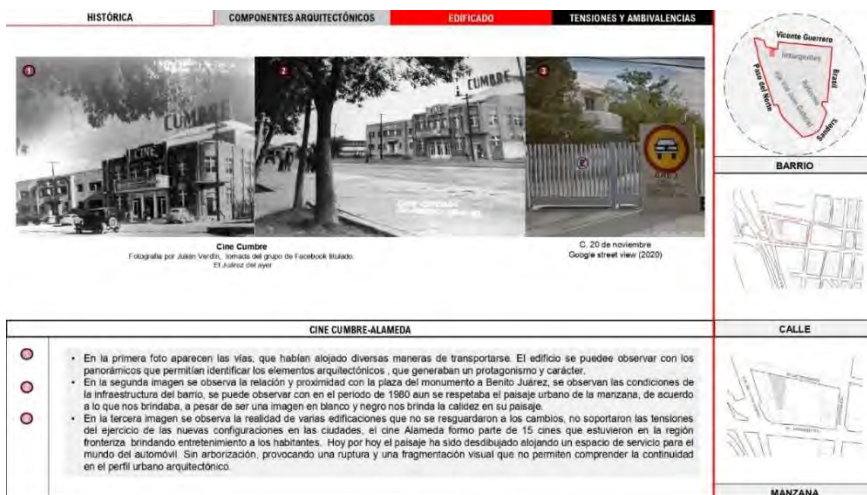 HISTÓRICA
COMPONENTES ARQUITECTÓNICOS
EDIFICADO
TENSIONES Y AMBIVALENCIAS
1
CUMBRE
CINE
2
CUMBRE
3
E
Cine Cumbre
Fotografía por Julián Verdín, tomada del grupo de Facebook titulado.
El Juárez del ayer
C. 20 de noviembre
Google street view (2020)
Vicente Guerrero
Paso del Norte
Brasil
Sanders
BARRIO
CINE CUMBRE-ALAMEDA
• En la primera foto aparecen las vías, que habían alojado diversas maneras de transportarse. El edificio se puedee observar con los
panorámicos que permitían identificar los elementos arquitectónicos , que generaban un protagonismo y carácter.
• En la segunda imagen se observa la relación y proximidad con la plaza del monumento a Benito Juárez, se observan las condiciones de
la infraestructura del barrio, se puede observar con en el periodo de 1980 aun se respetaba el paisaje urbano de la manzana, de acuerdo
a lo que nos brindaba, a pesar de ser una imagen en blanco y negro nos brinda la calidez en su paisaje.
• En la tercera imagen se observa la realidad de varias edificaciones que no se resguardaron a los cambios, no soportaron las tensiones
del ejercicio de las nuevas configuraciones en las ciudades, el cine Alameda formo parte de 15 cines que estuvieron en la región
fronteriza brindando entretenimiento a los habitantes. Hoy por hoy el paisaje ha sido desdibujado alojando un espacio de servicio para el
mundo del automóvil. Sin arborización, provocando una ruptura y una fragmentación visual que no permiten comprender la continuidad
en el perfil urbano arquitectónico.
CALLE
MANZANA